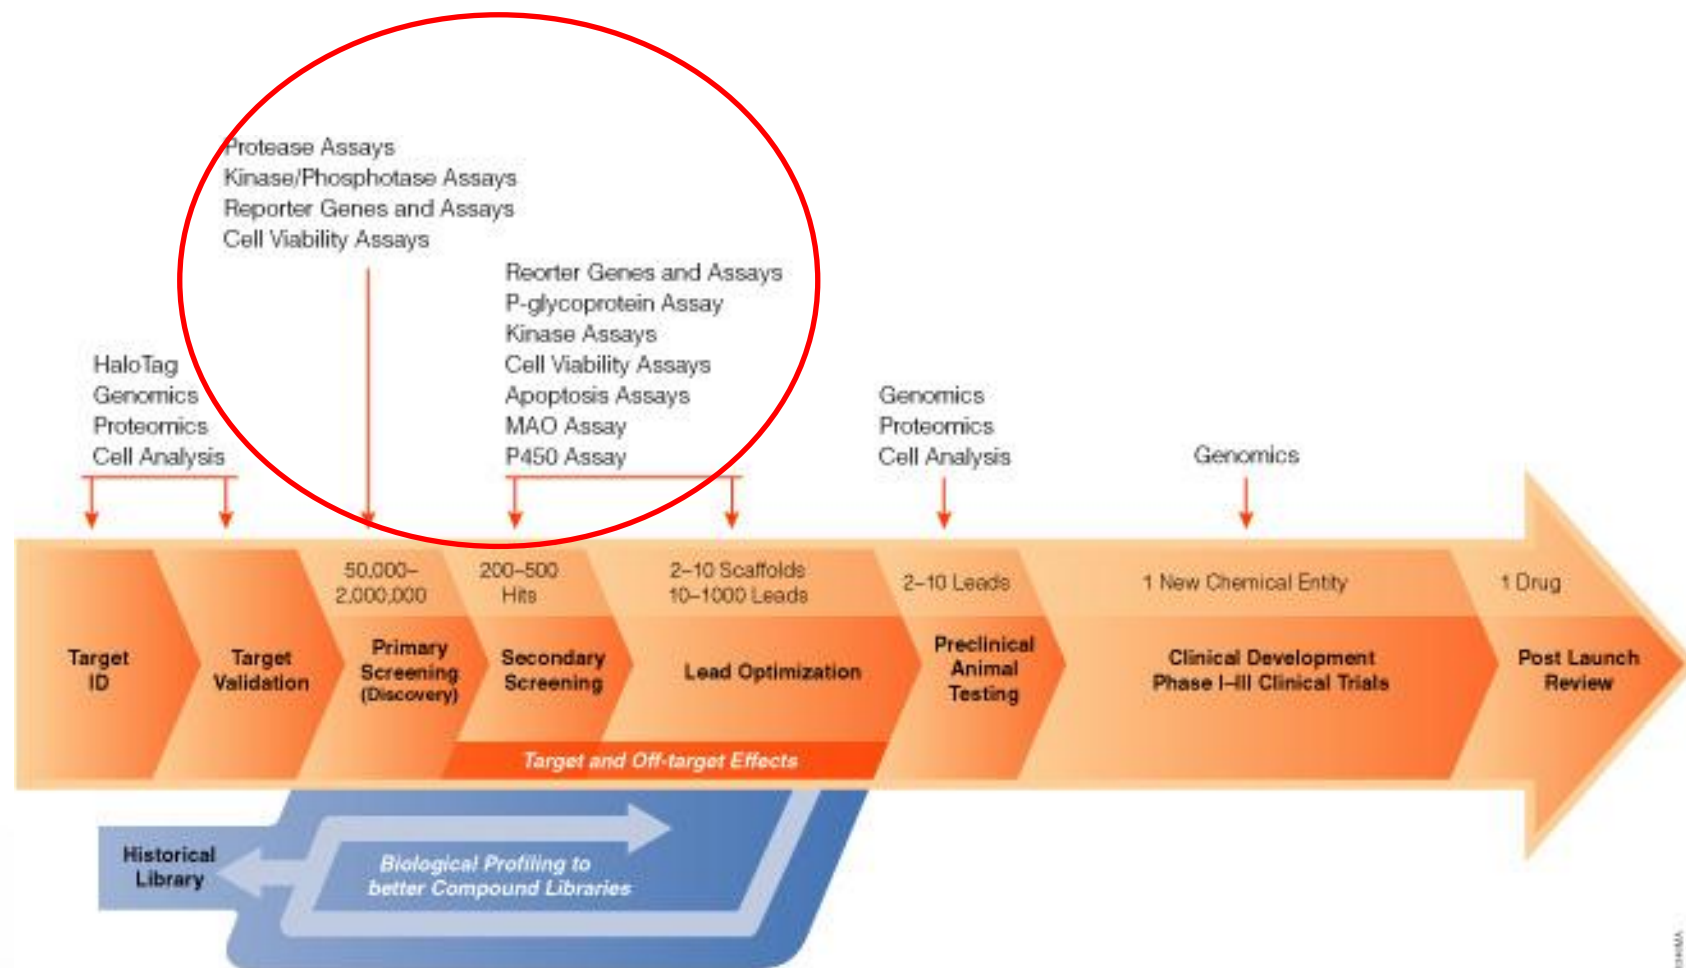 Protease Assays
Kinase/Phosphotase Assays
Reporter Genes and Assays
Cell Viability Assays
Reorter Genes and Assays
P-glycoprotein Assay
Kinase Assays
Cell Viability Assays
Apoptosis Assays
MAO Assay
P450 Assay
HaloTag
Genomics
Proteomics
Cell Analysis
Genomics
Proteomics
Cell Analysis
Genomics
50,000–
2,000,000
200–500
Hits
2–10 Scaffolds
10–1000 Leads
2–10 Leads
1 New Chemical Entity
1 Drug
Target
ID
Target
Validation
Primary
Screening
(Discovery)
Secondary
Screening
Lead Optimization
Preclinical
Animal
Testing
Clinical Development
Phase I–III Clinical Trials
Post Launch
Review
Target and Off-target Effects
Historical
Library
Biological Profiling to
better Compound Libraries